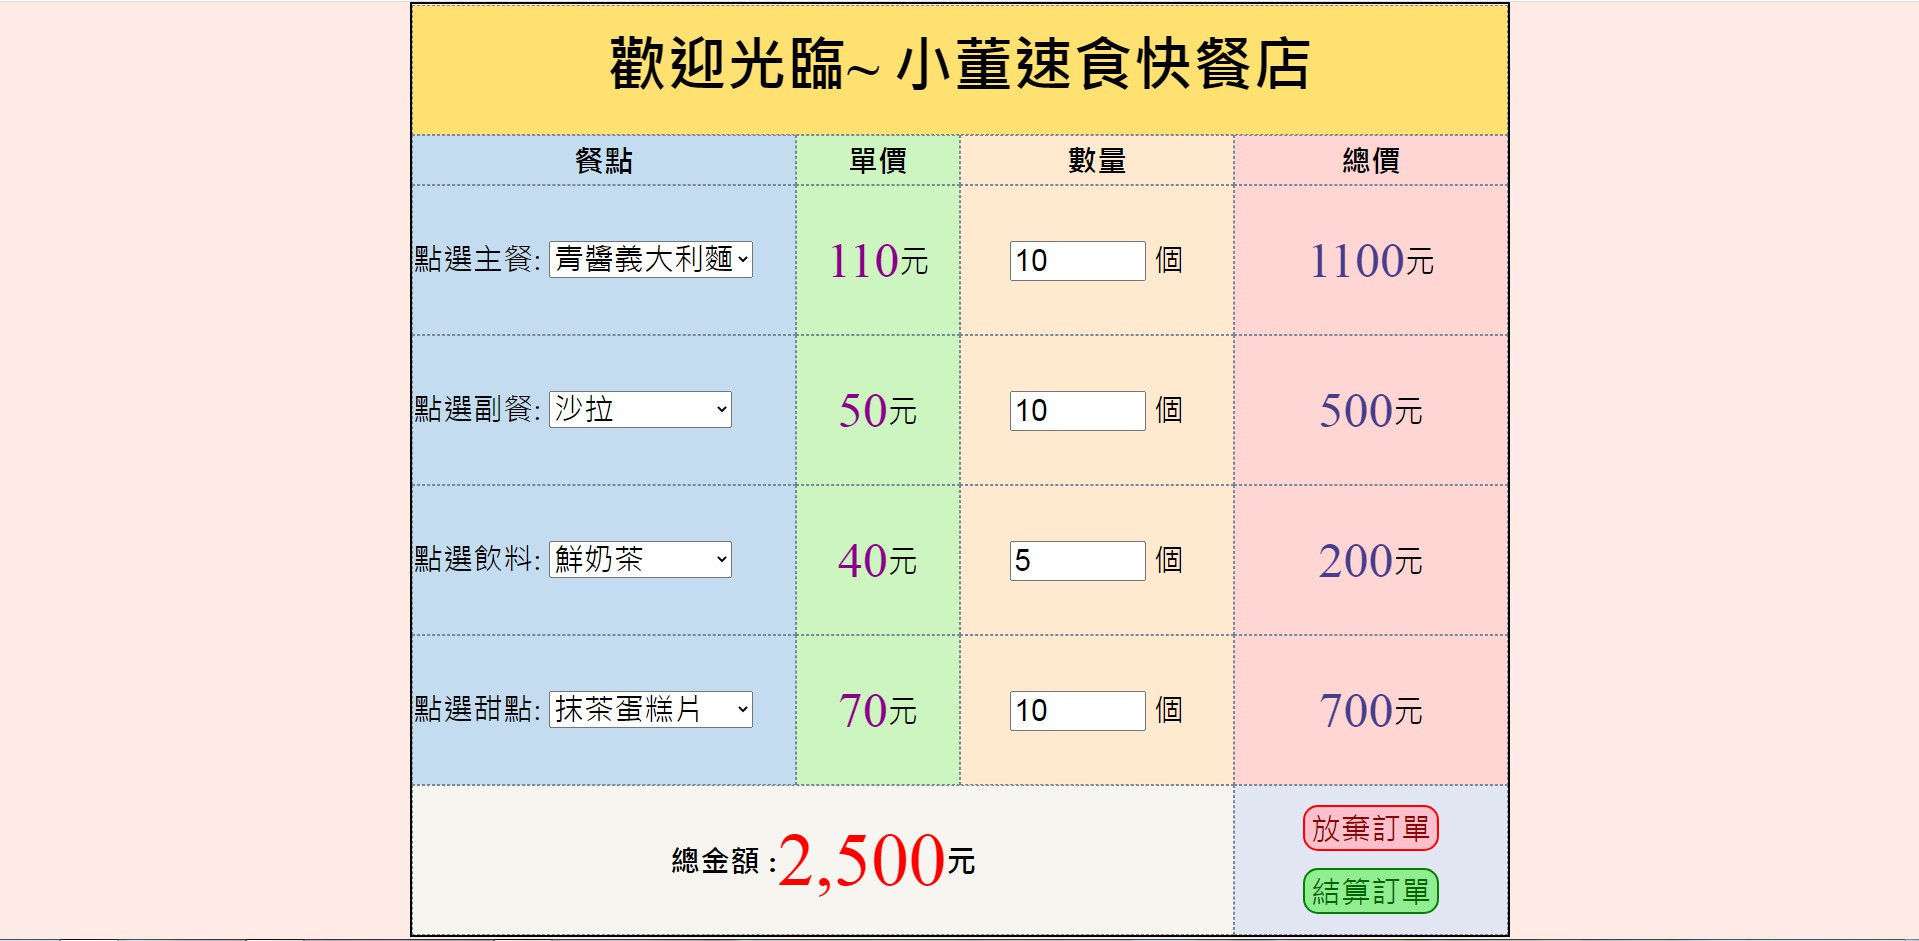 歡迎光臨~ 小董速食快餐店
餐點 單價 數量 總價
點選主餐: 青醬義大利麵 110元 10 個 1100元
點選副餐: 沙拉 50元 10 個 500元
點選飲料: 鮮奶茶 40元 5 個 200元
點選甜點: 抹茶蛋糕片 70元 10 個 700元
放棄訂單
總金額 :2,500元
結算訂單